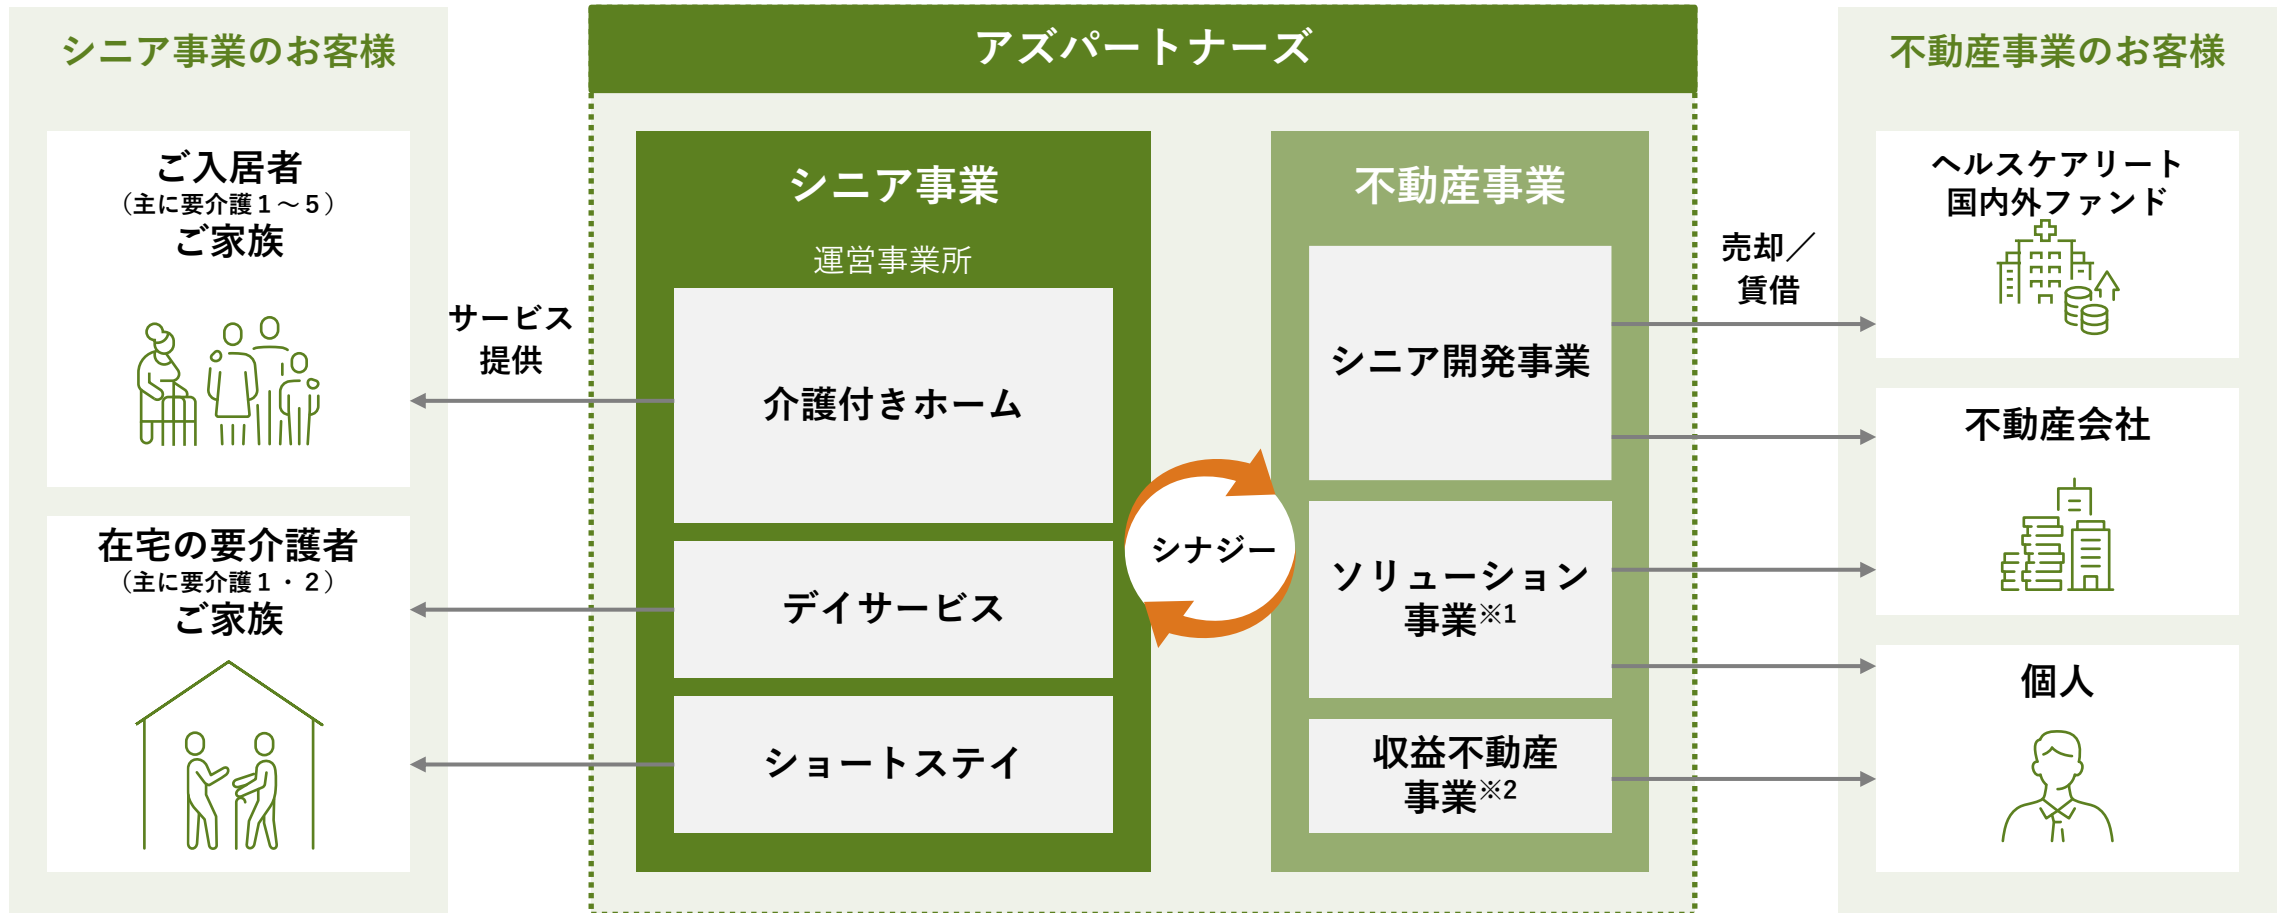 シニア事業のお客様
ご入居者
（主に要介護１～５）
ご家族
在宅の要介護者
（主に要介護１・２）
ご家族
サービス
提供
アズパートナーズ
シニア事業
運営事業所
介護付きホーム
デイサービス
ショートステイ
シナジー
不動産事業
シニア開発事業
ソリューション
事業※1
収益不動産
事業※2
売却／
賃借
不動産事業のお客様
ヘルスケアリート
国内外ファンド
不動産会社
個人